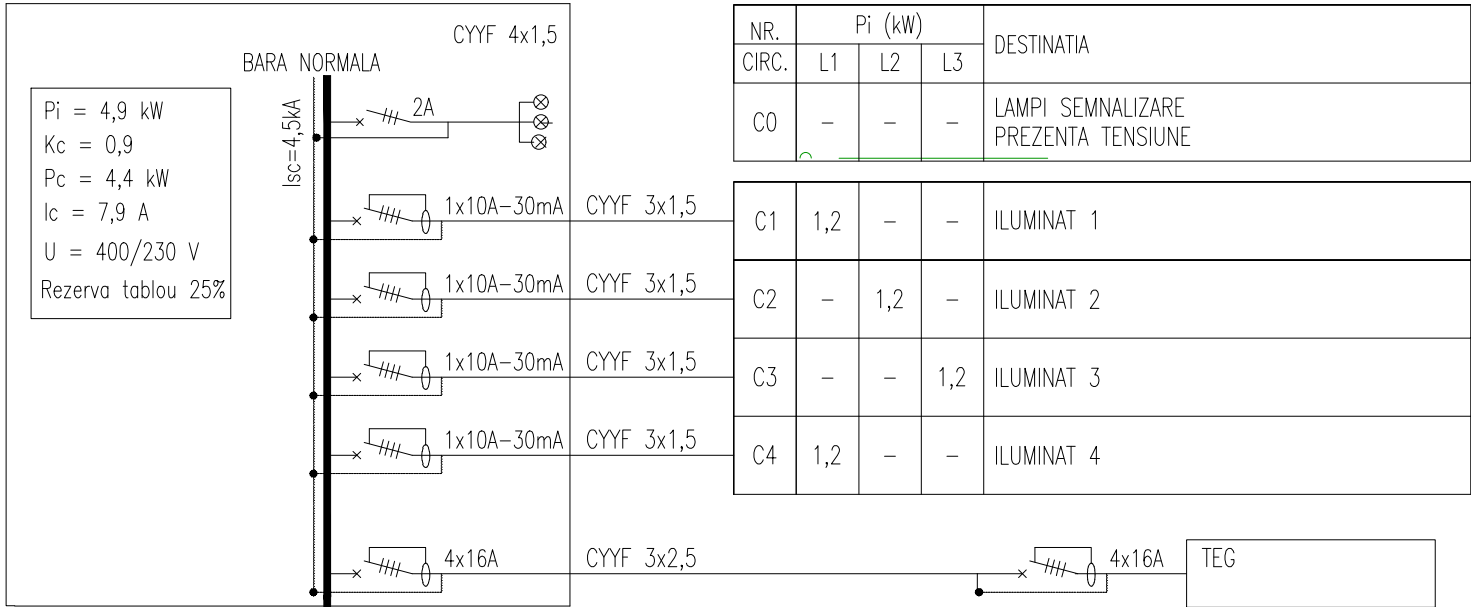 CYYF 4x1,5
BARA NORMALA
Pi = 4,9 kW
Kc = 0,9
Pc = 4,4 kW
Ic = 7,9 A
U = 400/230 V
Rezerva tablou 25%
Isc=4,5kA
2A
1x10A-30mA CYYF 3x1,5
1x10A-30mA CYYF 3x1,5
1x10A-30mA CYYF 3x1,5
1x10A-30mA CYYF 3x1,5
4x16A CYYF 3x2,5 4x16A TEG
NR. CIRC. Pi (kW) DESTINATIA
L1 L2 L3
C0 – – – LAMPI SEMNALIZARE
PREZENTA TENSIUNE
C1 1,2 – – ILUMINAT 1
C2 – 1,2 – ILUMINAT 2
C3 – – 1,2 ILUMINAT 3
C4 1,2 – – ILUMINAT 4